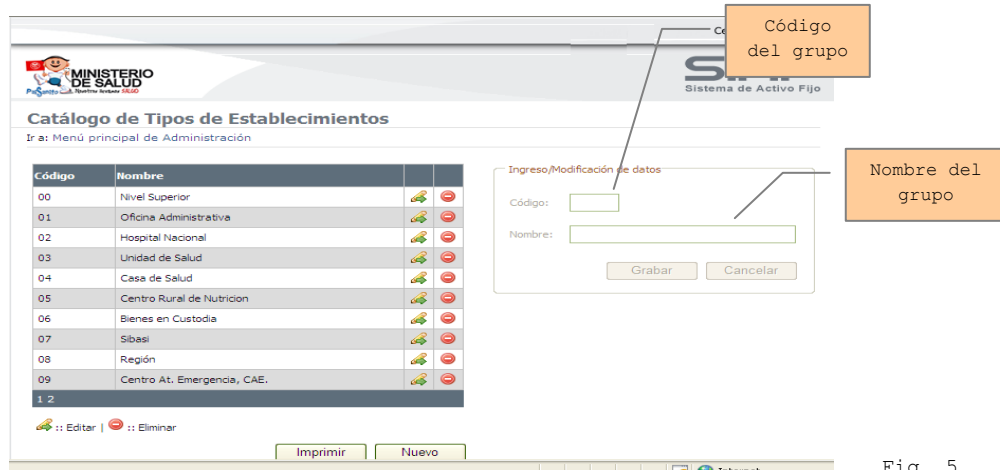 Código
del grupo
MINISTERIO
DE SALUD
Sistema de Activo Fijo
Catálogo de Tipos de Establecimientos
Ir a: Menú principal de Administración
Código Nombre
00 Nivel Superior
01 Oficina Administrativa
02 Hospital Nacional
03 Unidad de Salud
04 Casa de Salud
05 Centro Rural de Nutricion
06 Bienes en Custodia
07 Sibasi
08 Región
09 Centro At. Emergencia, CAE.
1 2
:: Editar | :: Eliminar
Imprimir Nuevo
Ingreso/Modificación de datos
Código:
Nombre:
Grabar Cancelar
Nombre del
grupo
Internet
Fig. 5